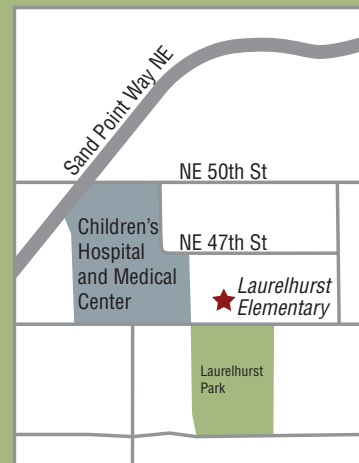 Sand Point Way NE
NE 50th St
Children's
Hospital
and Medical
Center
NE 47th St
Laurelhurst
Elementary
Laurelhurst
Park